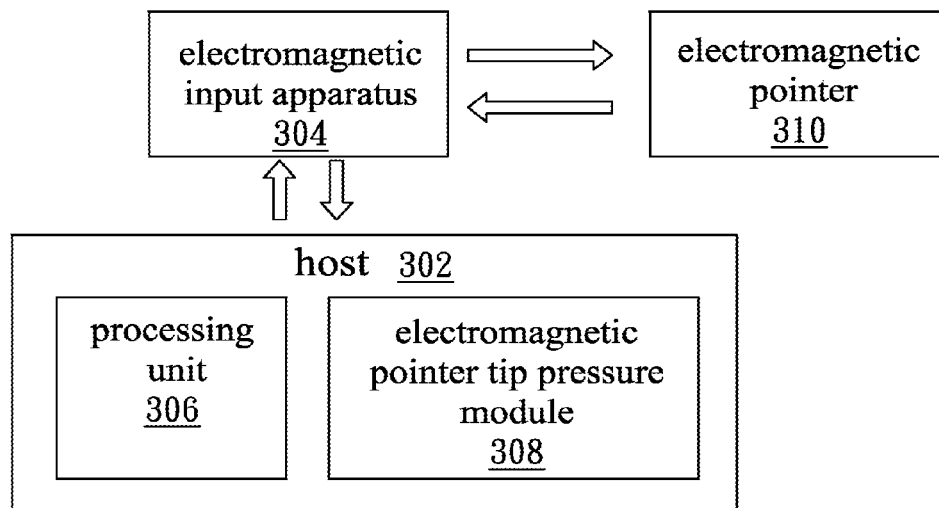 electromagnetic
input apparatus
304
electromagnetic
pointer
310
host 302
processing
unit
306
electromagnetic
pointer tip pressure
module
308